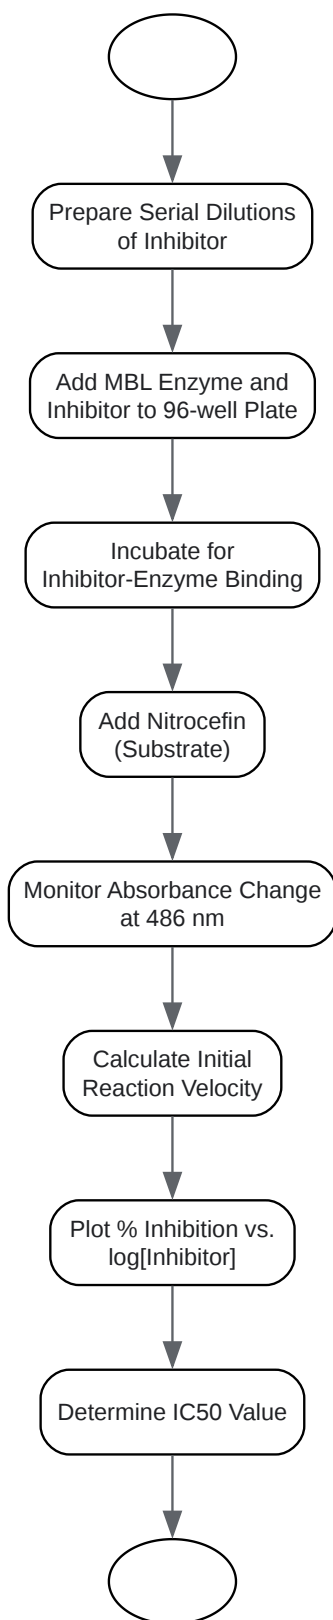 Prepare Serial Dilutions
of Inhibitor
Add MBL Enzyme and
Inhibitor to 96-well Plate
Incubate for
Inhibitor-Enzyme Binding
Add Nitrocefin
(Substrate)
Monitor Absorbance Change
at 486 nm
Calculate Initial
Reaction Velocity
Plot % Inhibition vs.
log[Inhibitor]
Determine IC50 Value